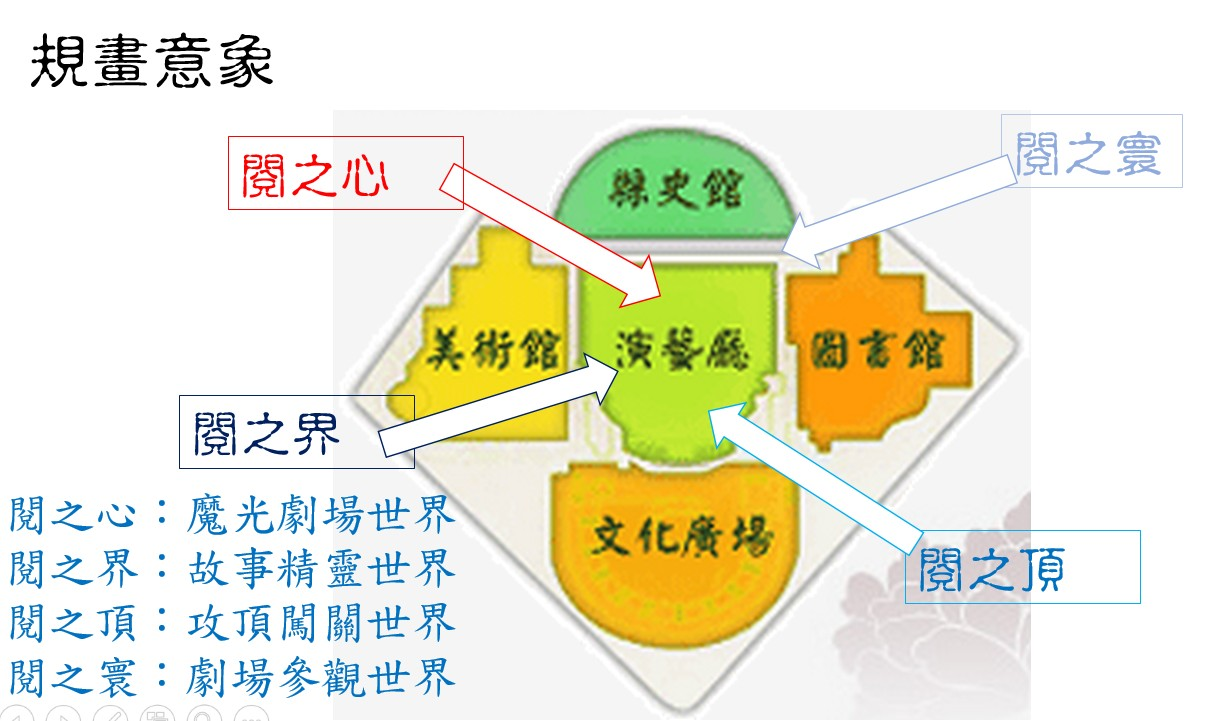 規畫意象
閱之心
閱之寰
縣史館
美術館
演藝廳
圖書館
閱之界
文化廣場
閱之頂
閱之心：魔光劇場世界
閱之界：故事精靈世界
閱之頂：攻頂闖關世界
閱之寰：劇場參觀世界